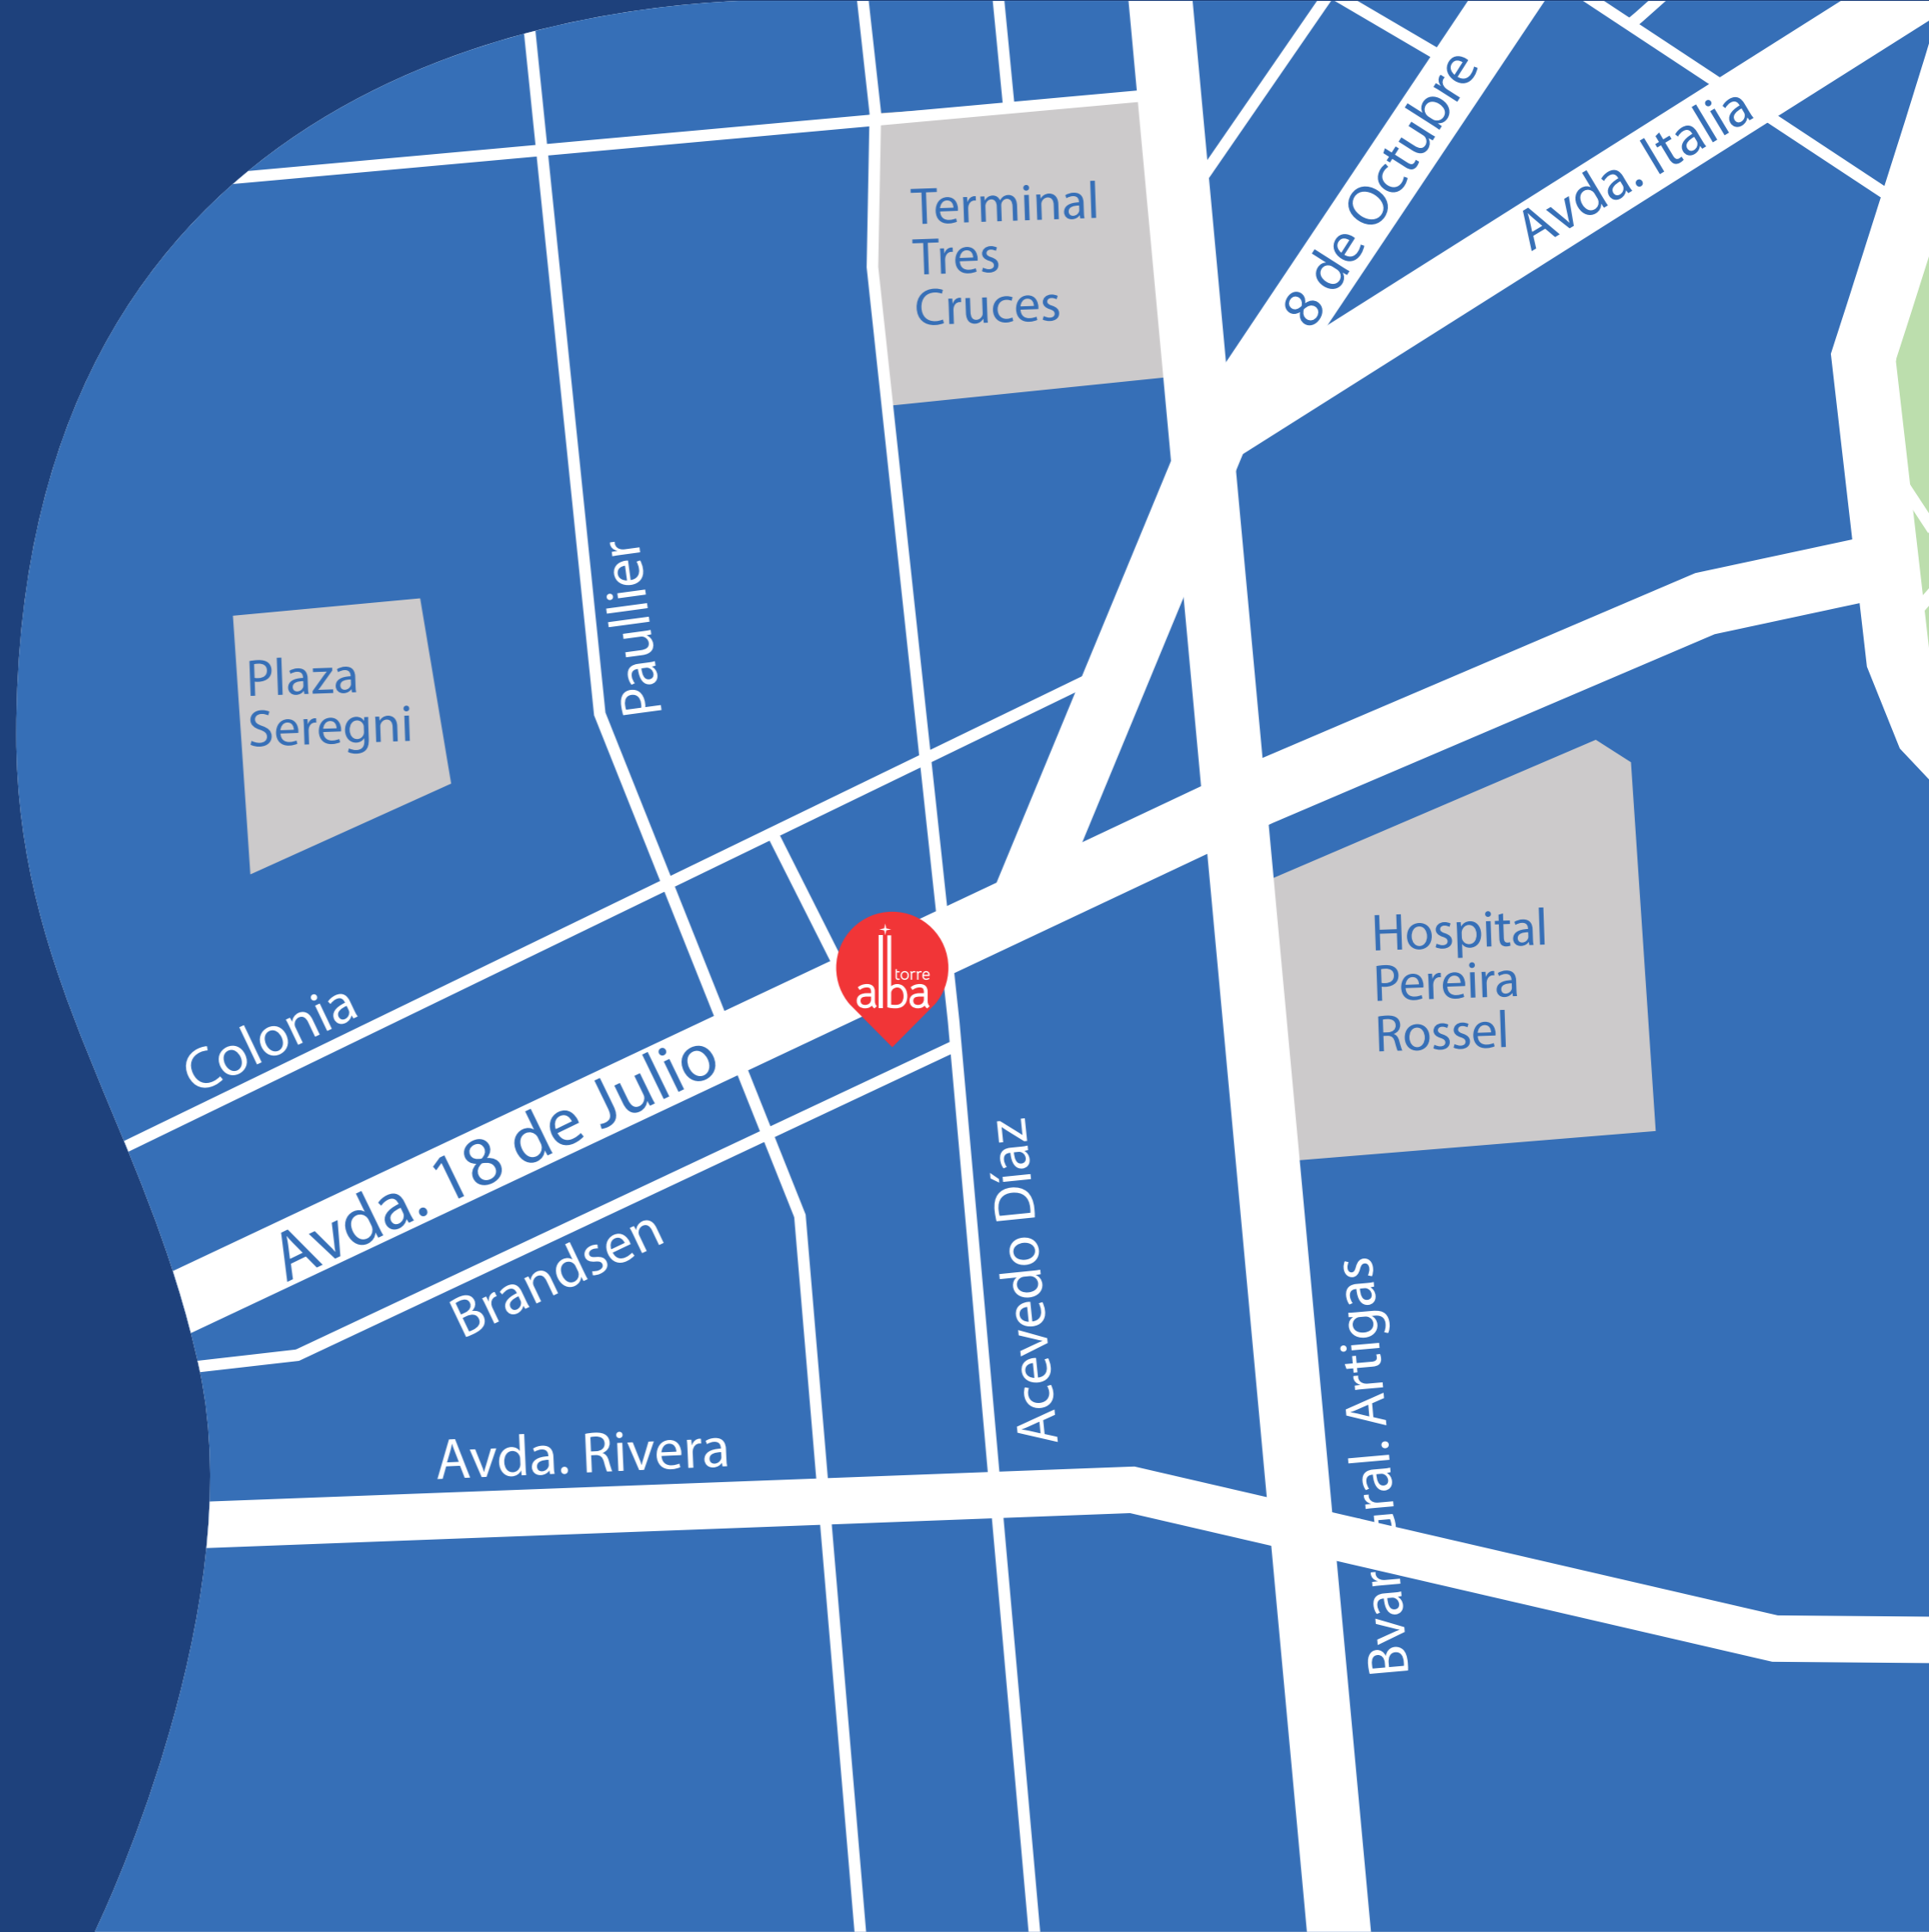 8 de Octubre
Avda. Italia
Terminal
Tres
Cruces
Paullier
Plaza
Seregni
torre
alba
Hospital
Pereira
Rossel
Colonia
Avda. 18 de Julio
Brandsen
Acevedo Díaz
Avda. Rivera
Bvar. Gral. Artigas